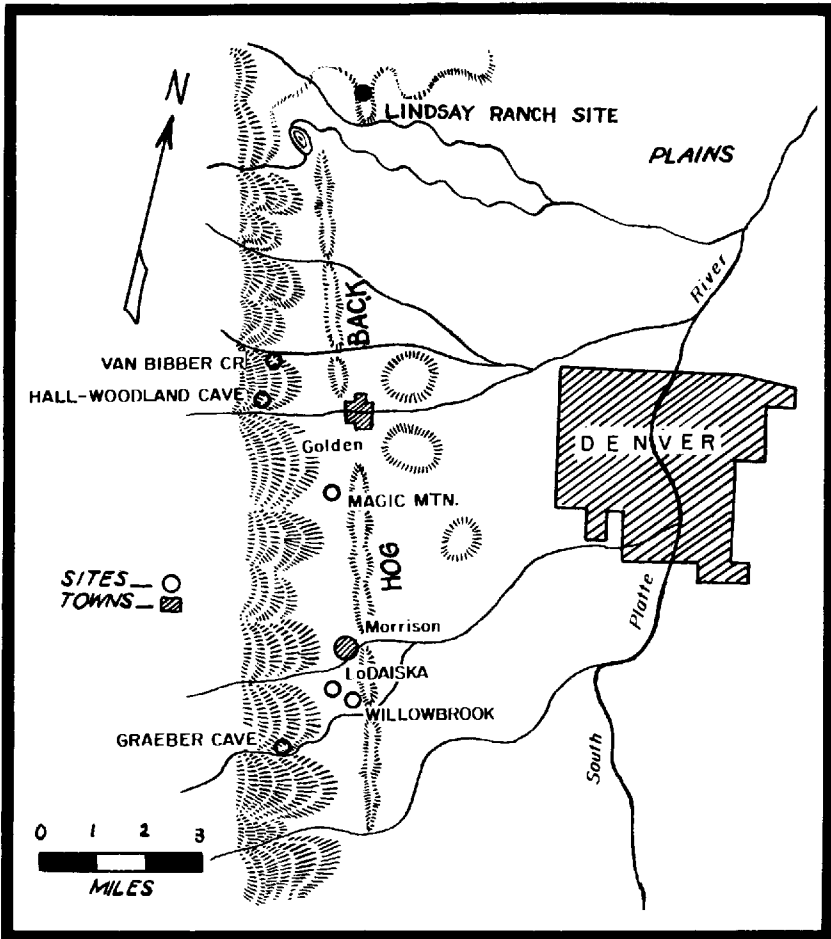 N
LINDSAY RANCH SITE
PLAINS
River
BACK
VAN BIBBER CR
HALL-WOODLAND CAVE
Golden
DENVER
MAGIC MTN.
HOG
SITES
TOWNS
Platte
Morrison
LoDAISKA
WILLOWBROOK
GRAEBER CAVE
South
0 1 2 3
MILES